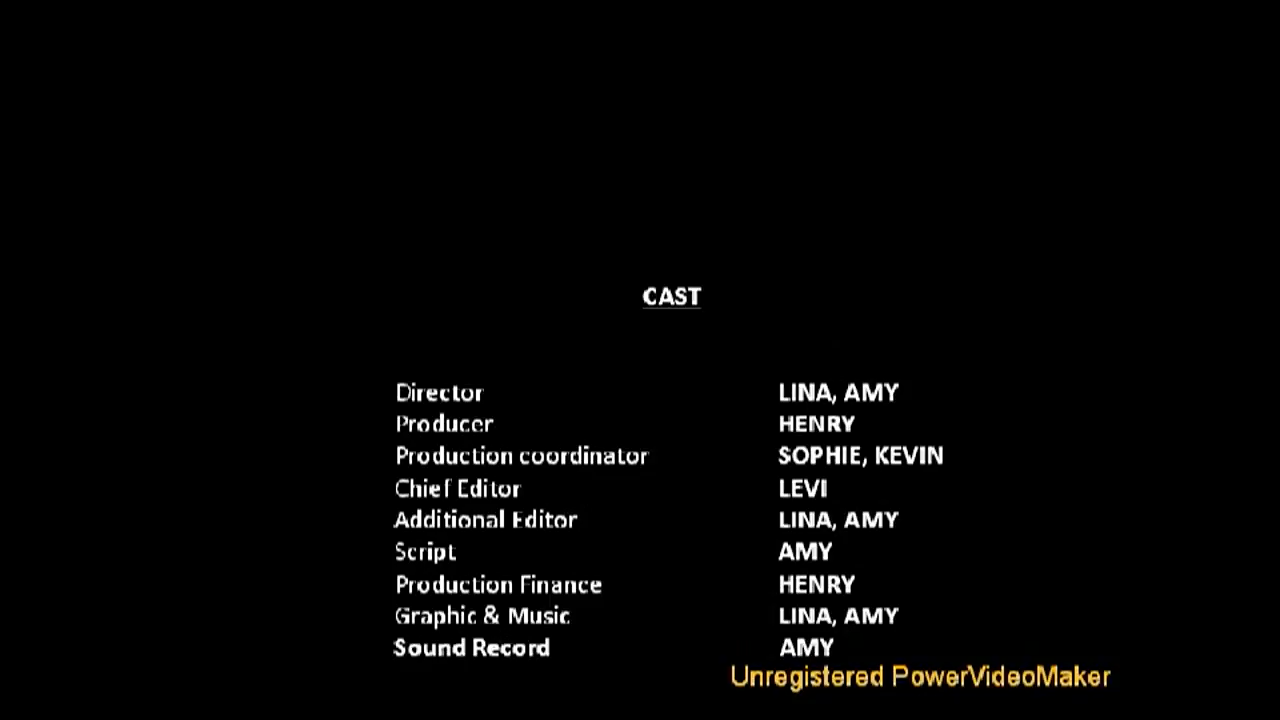 CAST
Director LINA, AMY
Producer HENRY
Production coordinator SOPHIE, KEVIN
Chief Editor LEVI
Additional Editor LINA, AMY
Script AMY
Production Finance HENRY
Graphic & Music LINA, AMY
Sound Record AMY
Unregistered PowerVideoMaker